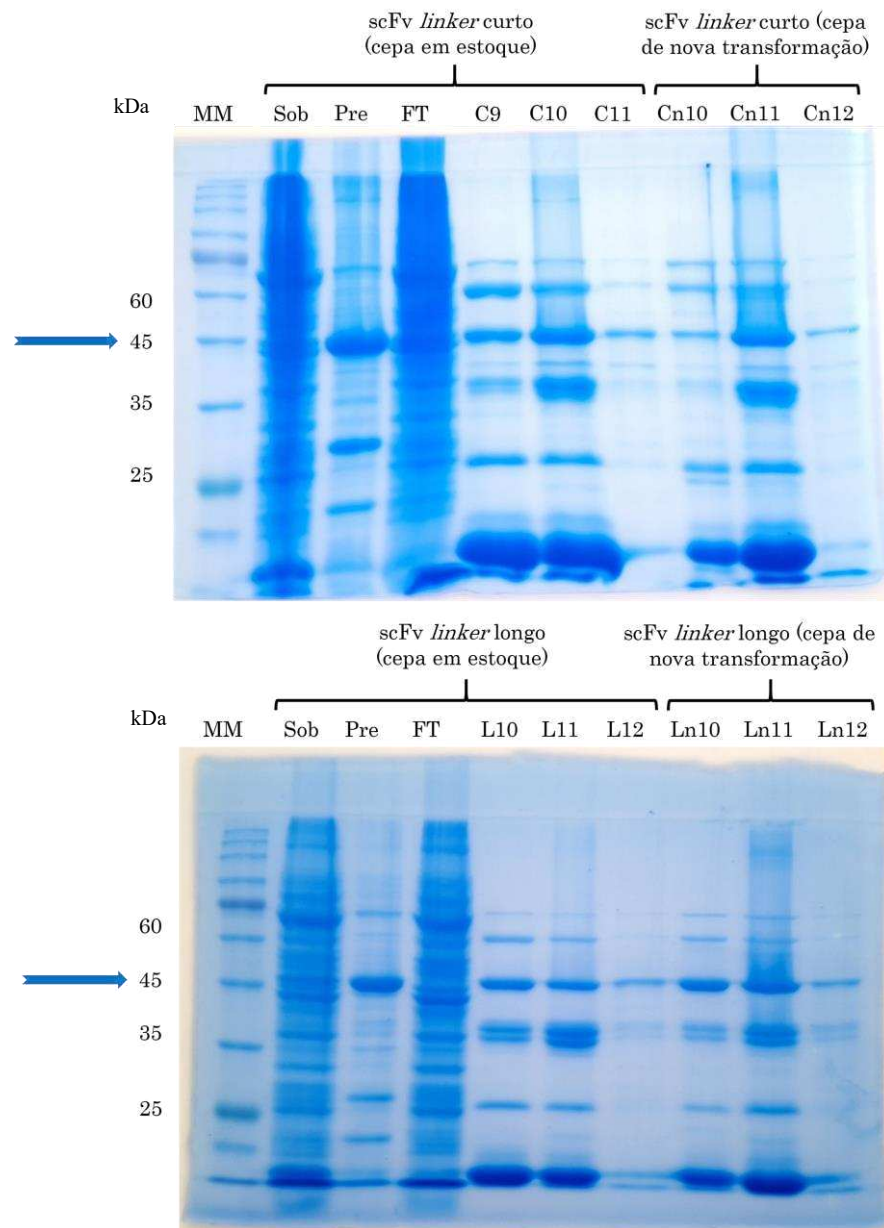 scFv linker curto
(cepa em estoque)
scFv linker curto (cepa
de nova transformação)
kDa
MM Sob Pre FT C9 C10 C11 Cn10 Cn11 Cn12
60
45
35
25
scFv linker longo
(cepa em estoque)
scFv linker longo (cepa de
nova transformação)
kDa
MM Sob Pre FT L10 L11 L12 Ln10 Ln11 Ln12
60
45
35
25